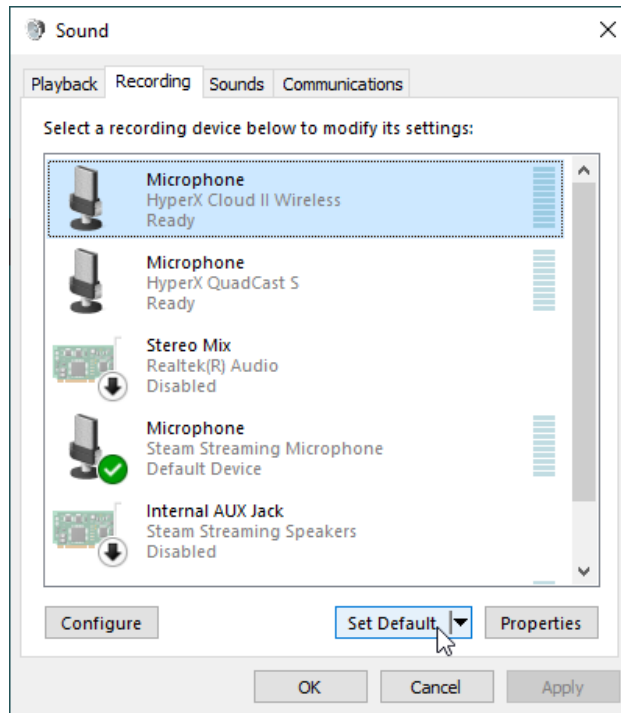 Sound
Playback Recording Sounds Communications
Select a recording device below to modify its settings:
Microphone
HyperX Cloud II Wireless
Ready
Microphone
HyperX QuadCast S
Ready
Stereo Mix
Realtek(R) Audio
Disabled
Microphone
Steam Streaming Microphone
Default Device
Internal AUX Jack
Steam Streaming Speakers
Disabled
Configure Set Default Properties
OK Cancel Apply